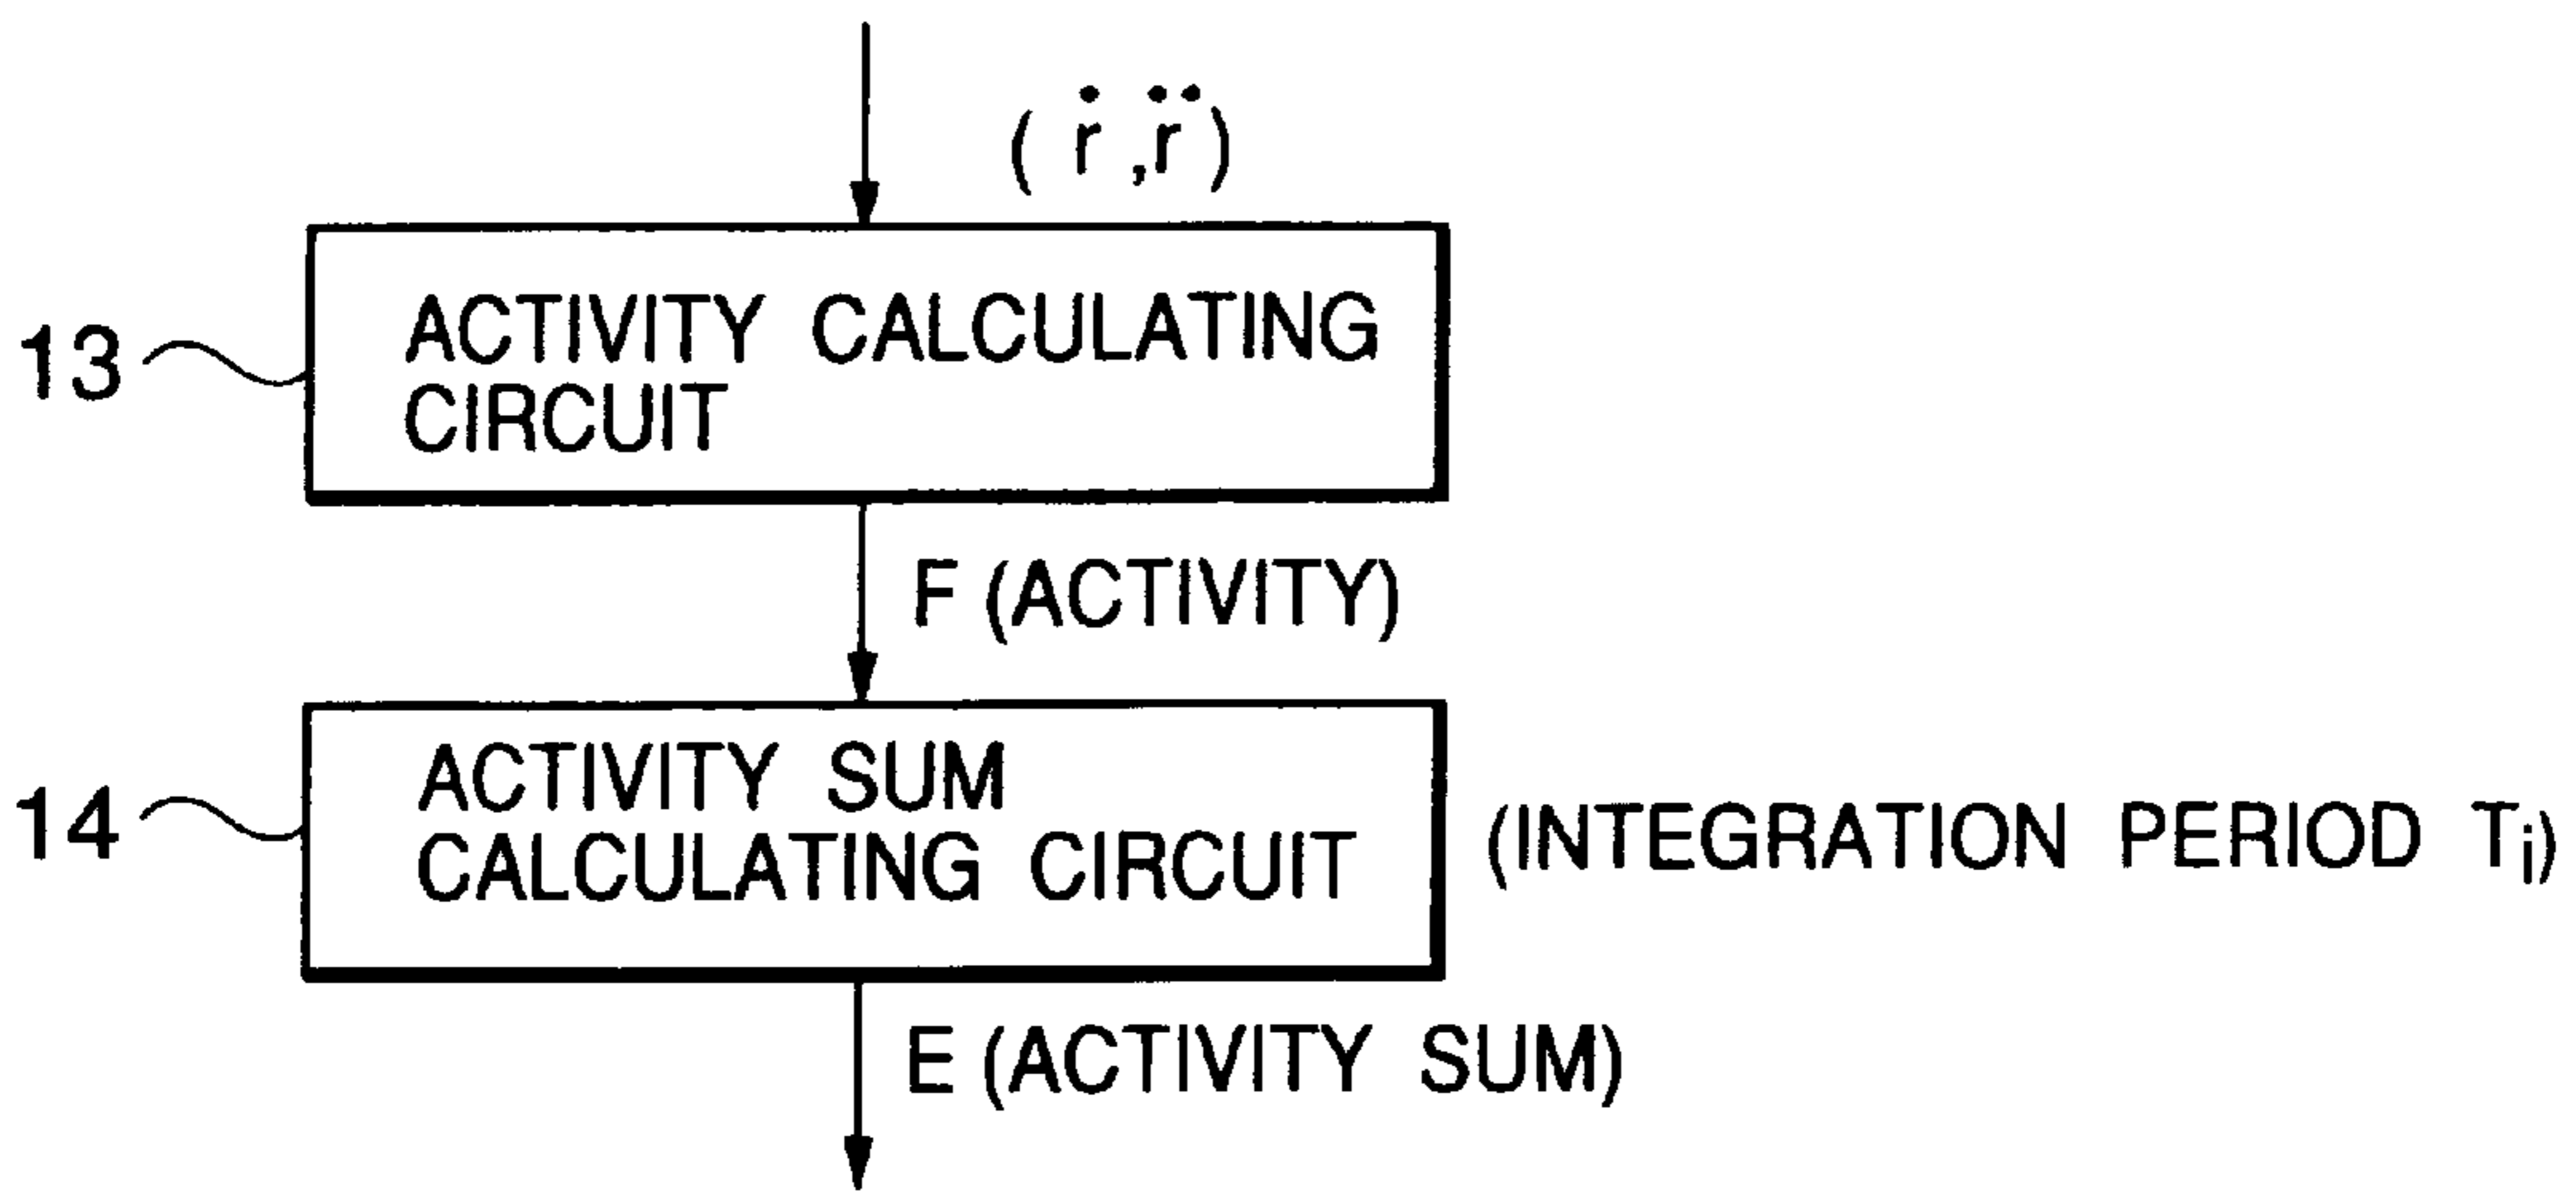 (ṙ,r̈)
13
ACTIVITY CALCULATING
CIRCUIT
F (ACTIVITY)
14
ACTIVITY SUM
CALCULATING CIRCUIT
(INTEGRATION PERIOD Ti)
E (ACTIVITY SUM)